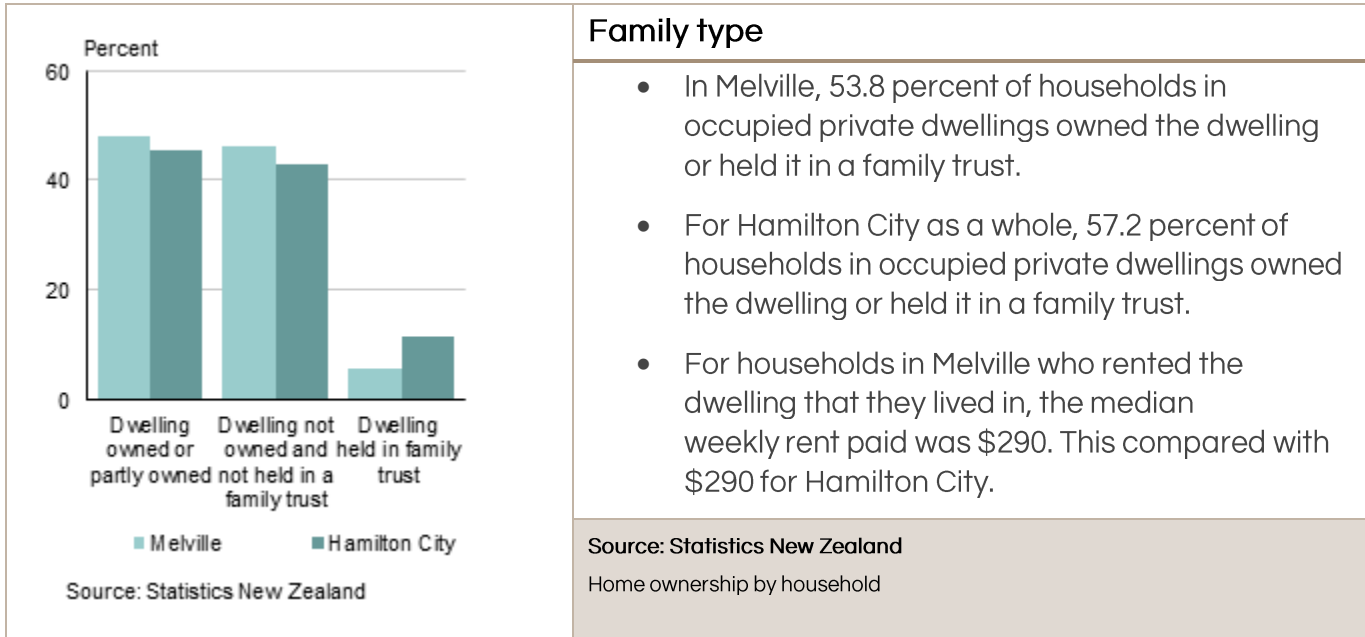 Percent
60
40
20
0
Dwelling owned or partly owned
Dwelling not owned and not held in a family trust
Dwelling held in family trust
Melville
Hamilton City
Source: Statistics New Zealand
Family type
• In Melville, 53.8 percent of households in
occupied private dwellings owned the dwelling
or held it in a family trust.
• For Hamilton City as a whole, 57.2 percent of
households in occupied private dwellings owned
the dwelling or held it in a family trust.
• For households in Melville who rented the
dwelling that they lived in, the median
weekly rent paid was $290. This compared with
$290 for Hamilton City.
Source: Statistics New Zealand
Home ownership by household